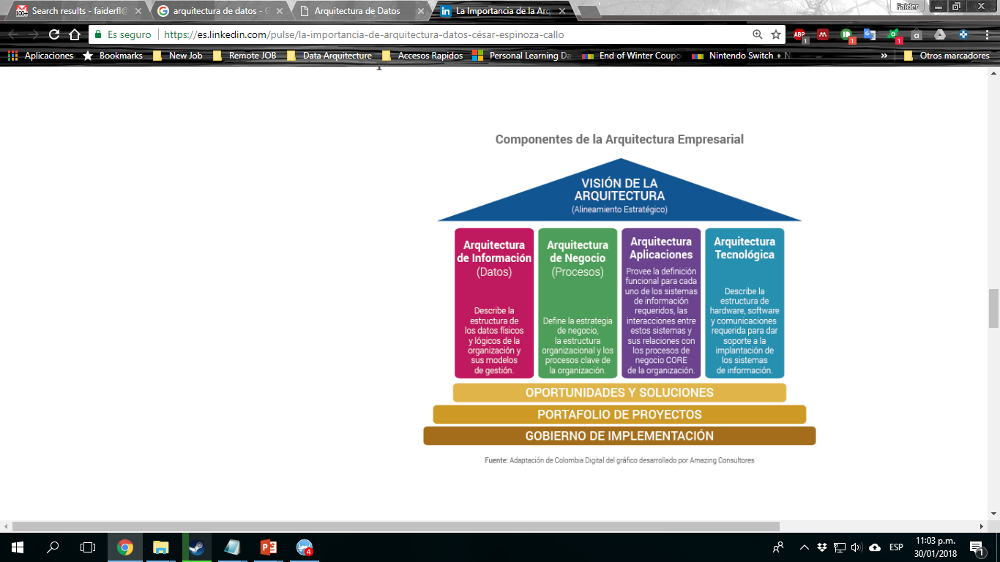 Search results - faiderfl@
arquitectura de datos - G
Arquitectura de Datos
La Importancia de la Arq
Faider
Es seguro
https://es.linkedin.com/pulse/la-importancia-de-arquitectura-datos-césar-espinoza-callo
Aplicaciones
Bookmarks
New Job
Remote JOB
Data Arquitecture
Accesos Rapidos
Personal Learning Da
End of Winter Coupo
Nintendo Switch + N
»
Otros marcadores
Componentes de la Arquitectura Empresarial
VISIÓN DE LA
ARQUITECTURA
(Alineamiento Estratégico)
Arquitectura
de Información
(Datos)
Describe la
estructura de
los datos físicos
y lógicos de la
organización y
sus modelos
de gestión.
Arquitectura
de Negocio
(Procesos)
Define la estrategia
de negocio,
la estructura
organizacional y los
procesos clave de
la organización.
Arquitectura
Aplicaciones
Provee la definición
funcional para cada
uno de los sistemas
de información
requeridos, las
interacciones entre
estos sistemas y
sus relaciones con
los procesos de
negocio CORE
de la organización.
Arquitectura
Tecnológica
Describe la
estructura de
hardware, software
y comunicaciones
requerida para dar
soporte a la
implantación de
los sistemas
de información.
OPORTUNIDADES Y SOLUCIONES
PORTAFOLIO DE PROYECTOS
GOBIERNO DE IMPLEMENTACIÓN
Fuente: Adaptación de Colombia Digital del gráfico desarrollado por Amazing Consultores
ESP
11:03 p.m.
30/01/2018